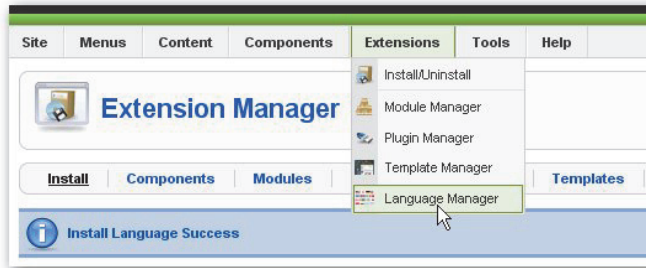 Site Menus Content Components Extensions Tools Help
Install/Uninstall
Extension Manager
Module Manager
Plugin Manager
Template Manager
Install Components Modules Templates
Language Manager
Install Language Success